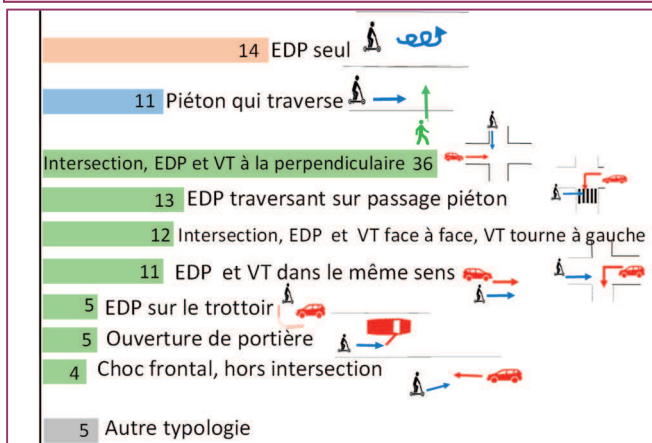 14 EDP seul
11 Piéton qui traverse
Intersection, EDP et VT à la perpendiculaire 36
13 EDP traversant sur passage piéton
12 Intersection, EDP et VT face à face, VT tourne à gauche
11 EDP et VT dans le même sens
5 EDP sur le trottoir
5 Ouverture de portière
4 Choc frontal, hors intersection
5 Autre typologie